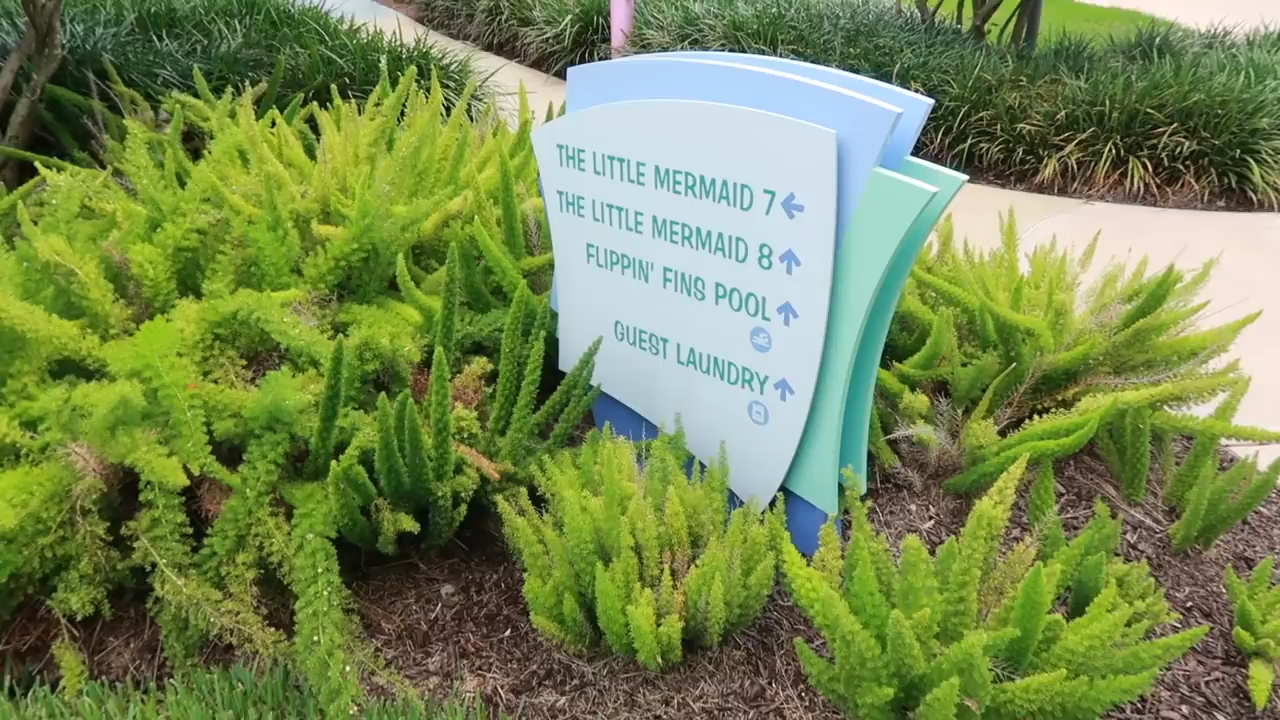 THE LITTLE MERMAID 7←
THE LITTLE MERMAID 8↑
FLIPPIN' FINS POOL↑
GUEST LAUNDRY↑